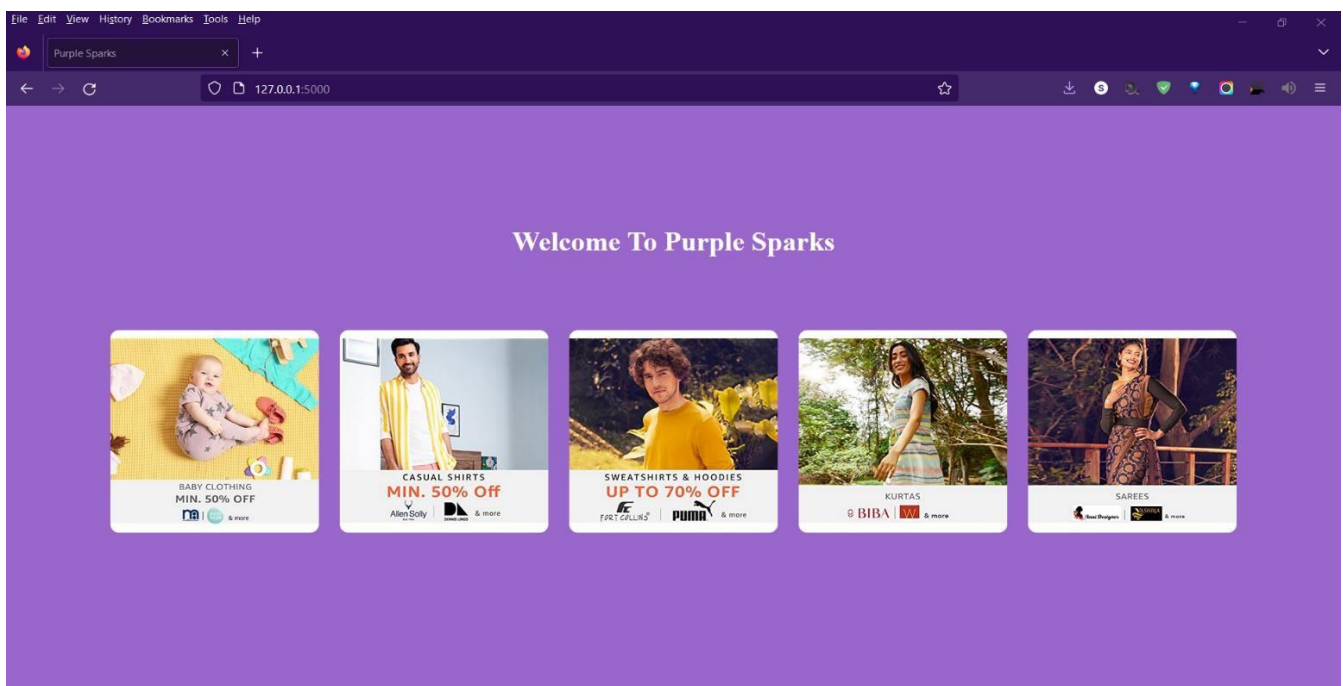 File Edit View History Bookmarks Tools Help
Purple Sparks
127.0.0.1:5000
S
Welcome To Purple Sparks
BABY CLOTHING
MIN. 50% OFF
& more
CASUAL SHIRTS
MIN. 50% Off
Allen Solly DENNIS LINGO & more
SWEATSHIRTS & HOODIES
UP TO 70% OFF
FORT COLLINS PUMA & more
KURTAS
BIBA W & more
SAREES
& more